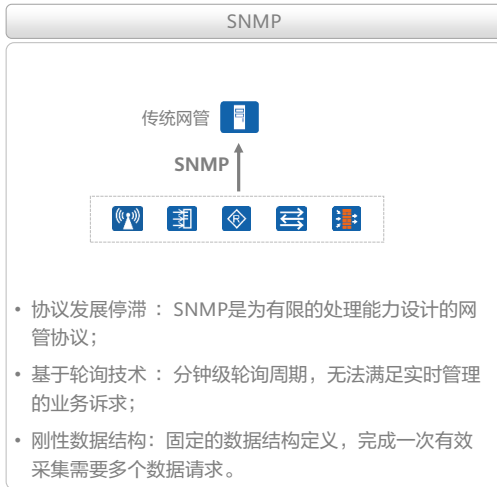 SNMP
传统网管
SNMP
R
• 协议发展停滞 ： SNMP是为有限的处理能力设计的网
管协议；
• 基于轮询技术 ： 分钟级轮询周期，无法满足实时管理
的业务诉求；
• 刚性数据结构：固定的数据结构定义，完成一次有效
采集需要多个数据请求。